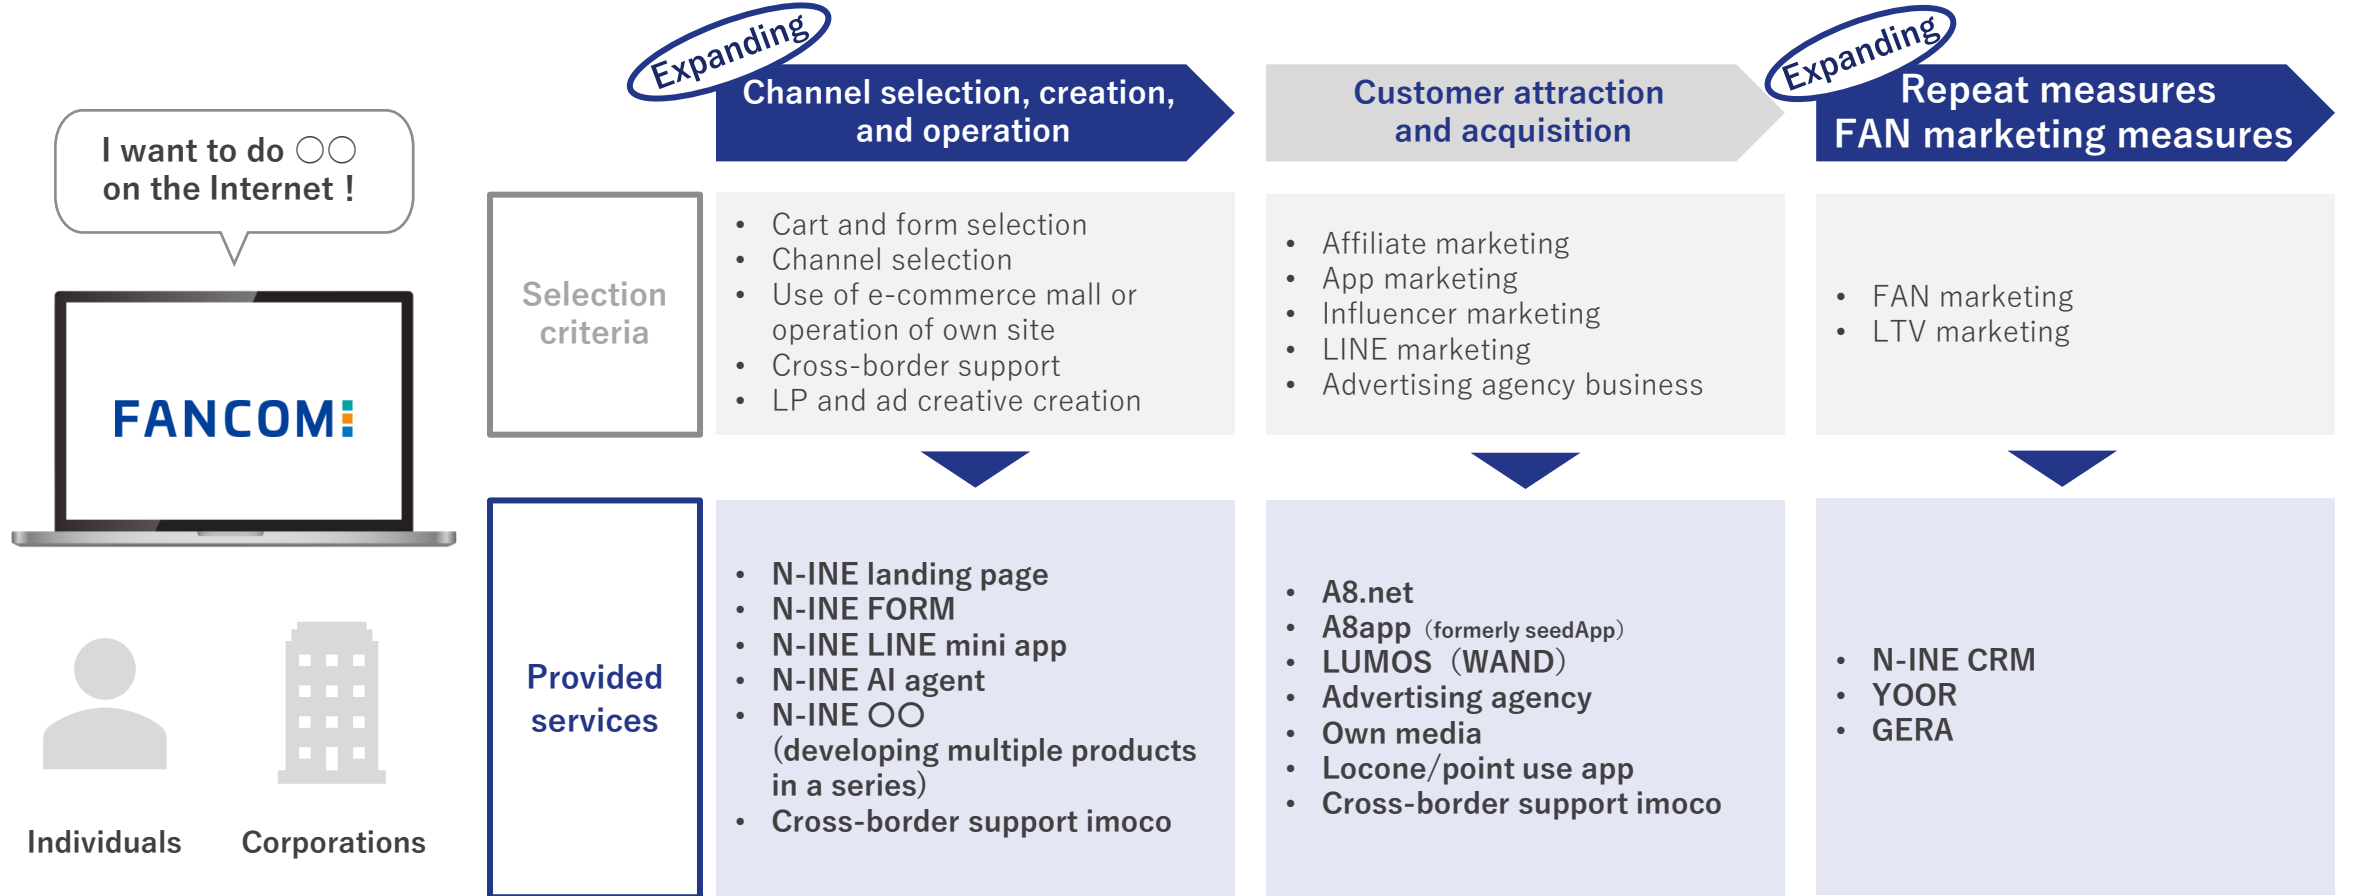 I want to do ○○
on the Internet !
FANCOM
Individuals
Corporations
Expanding
Channel selection, creation,
and operation
Customer attraction
and acquisition
Expanding
Repeat measures
FAN marketing measures
Selection
criteria
• Cart and form selection
• Channel selection
• Use of e-commerce mall or
operation of own site
• Cross-border support
• LP and ad creative creation
• Affiliate marketing
• App marketing
• Influencer marketing
• LINE marketing
• Advertising agency business
• FAN marketing
• LTV marketing
Provided
services
• N-INE landing page
• N-INE FORM
• N-INE LINE mini app
• N-INE AI agent
• N-INE ○○
(developing multiple products
in a series)
• Cross-border support imoco
• A8.net
• A8app（formerly seedApp）
• LUMOS（WAND）
• Advertising agency
• Own media
• Locone/point use app
• Cross-border support imoco
• N-INE CRM
• YOOR
• GERA